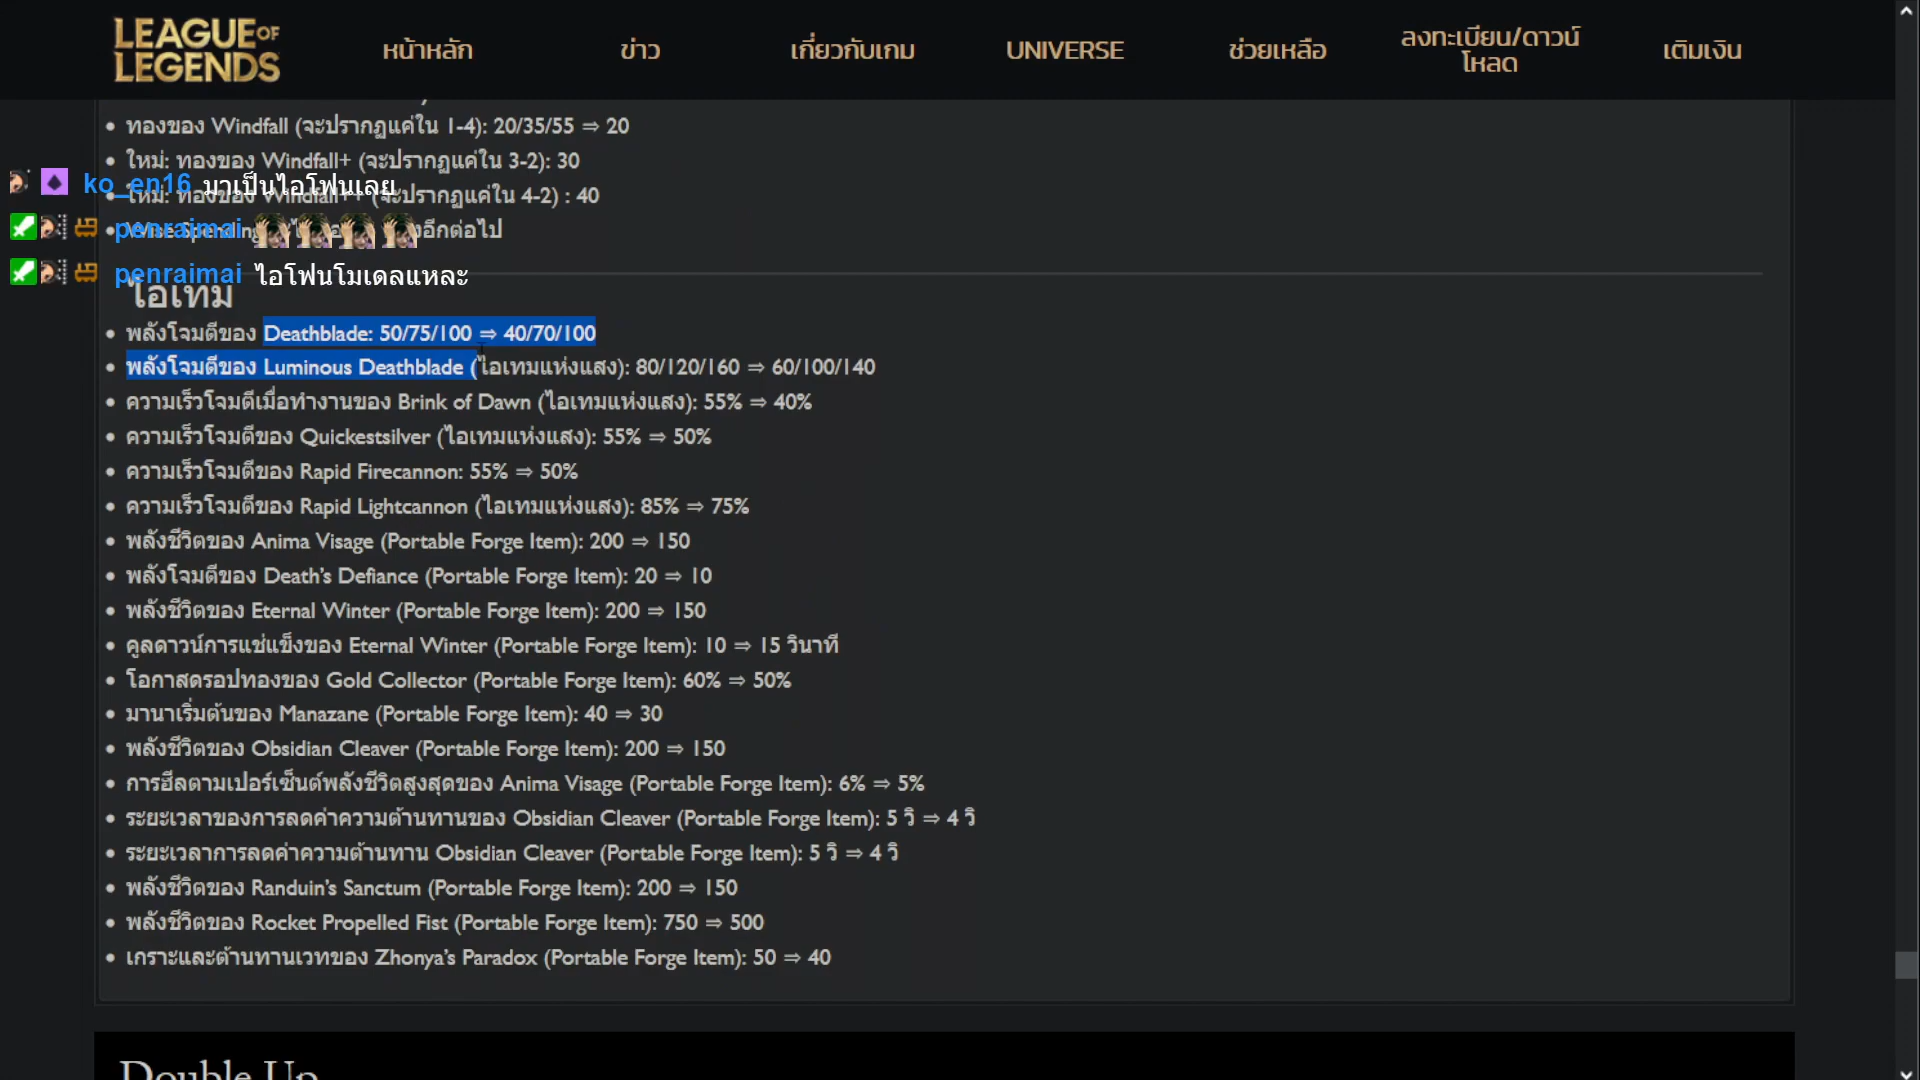 LEAGUE OF LEGENDS
หน้าหลัก
ข่าว
เกี่ยวกับเกม
UNIVERSE
ช่วยเหลือ
ลงทะเบียน/ดาวน์โหลด
เติมเงิน
ทองของ Windfall (จะปรากฏแค่ใน 1-4): 20/35/55 ⇒ 20
ใหม่: ทองของ Windfall+ (จะปรากฏแค่ใน 3-2): 30
ko_en16 มาเป็นไอโฟนเลย
ใหม่: ทองของ Windfall++ (จะปรากฏแค่ใน 4-2) : 40
penraimai
Wise Spending
อีกต่อไป
penraimai ไอโฟนโมเดลแหละ
ไอเทม
พลังโจมตีของ Deathblade: 50/75/100 ⇒ 40/70/100
พลังโจมตีของ Luminous Deathblade (ไอเทมแห่งแสง): 80/120/160 ⇒ 60/100/140
ความเร็วโจมตีเมื่อทำงานของ Brink of Dawn (ไอเทมแห่งแสง): 55% ⇒ 40%
ความเร็วโจมตีของ Quickestsilver (ไอเทมแห่งแสง): 55% ⇒ 50%
ความเร็วโจมตีของ Rapid Firecannon: 55% ⇒ 50%
ความเร็วโจมตีของ Rapid Lightcannon (ไอเทมแห่งแสง): 85% ⇒ 75%
พลังชีวิตของ Anima Visage (Portable Forge Item): 200 ⇒ 150
พลังโจมตีของ Death’s Defiance (Portable Forge Item): 20 ⇒ 10
พลังชีวิตของ Eternal Winter (Portable Forge Item): 200 ⇒ 150
คูลดาวน์การแช่แข็งของ Eternal Winter (Portable Forge Item): 10 ⇒ 15 วินาที
โอกาสดรอปทองของ Gold Collector (Portable Forge Item): 60% ⇒ 50%
มานาเริ่มต้นของ Manazane (Portable Forge Item): 40 ⇒ 30
พลังชีวิตของ Obsidian Cleaver (Portable Forge Item): 200 ⇒ 150
การฮีลตามเปอร์เซ็นต์พลังชีวิตสูงสุดของ Anima Visage (Portable Forge Item): 6% ⇒ 5%
ระยะเวลาของการลดค่าความต้านทานของ Obsidian Cleaver (Portable Forge Item): 5 วิ ⇒ 4 วิ
ระยะเวลาการลดค่าความต้านทาน Obsidian Cleaver (Portable Forge Item): 5 วิ ⇒ 4 วิ
พลังชีวิตของ Randuin’s Sanctum (Portable Forge Item): 200 ⇒ 150
พลังชีวิตของ Rocket Propelled Fist (Portable Forge Item): 750 ⇒ 500
เกราะและต้านทานเวทของ Zhonya’s Paradox (Portable Forge Item): 50 ⇒ 40
Double Up